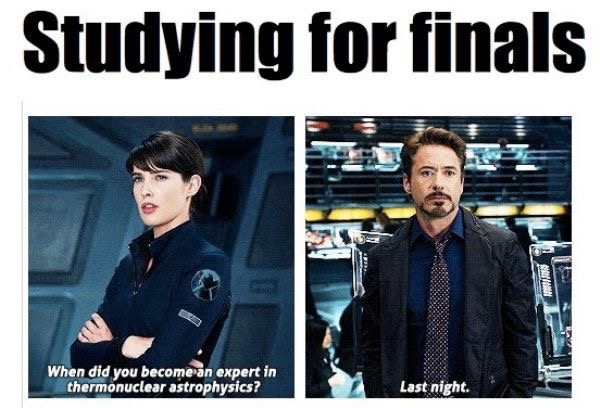 Studying for finals
When did you become an expert in
thermonuclear astrophysics?
Last night.